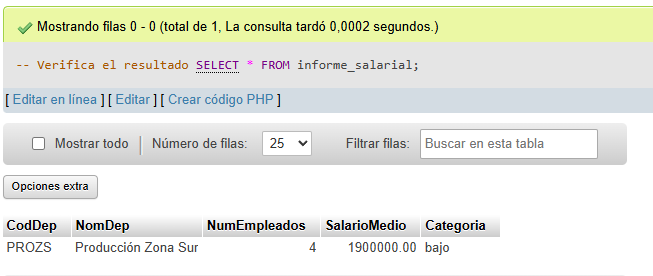 Mostrando filas 0 - 0 (total de 1, La consulta tardó 0,0002 segundos.)
-- Verifica el resultado SELECT * FROM informe_salarial;
[ Editar en línea ] [ Editar ] [ Crear código PHP ]
Mostrar todo Número de filas: 25 Filtrar filas: Buscar en esta tabla
Opciones extra
CodDep NomDep NumEmpleados SalarioMedio Categoria
PROZS Producción Zona Sur 4 1900000.00 bajo